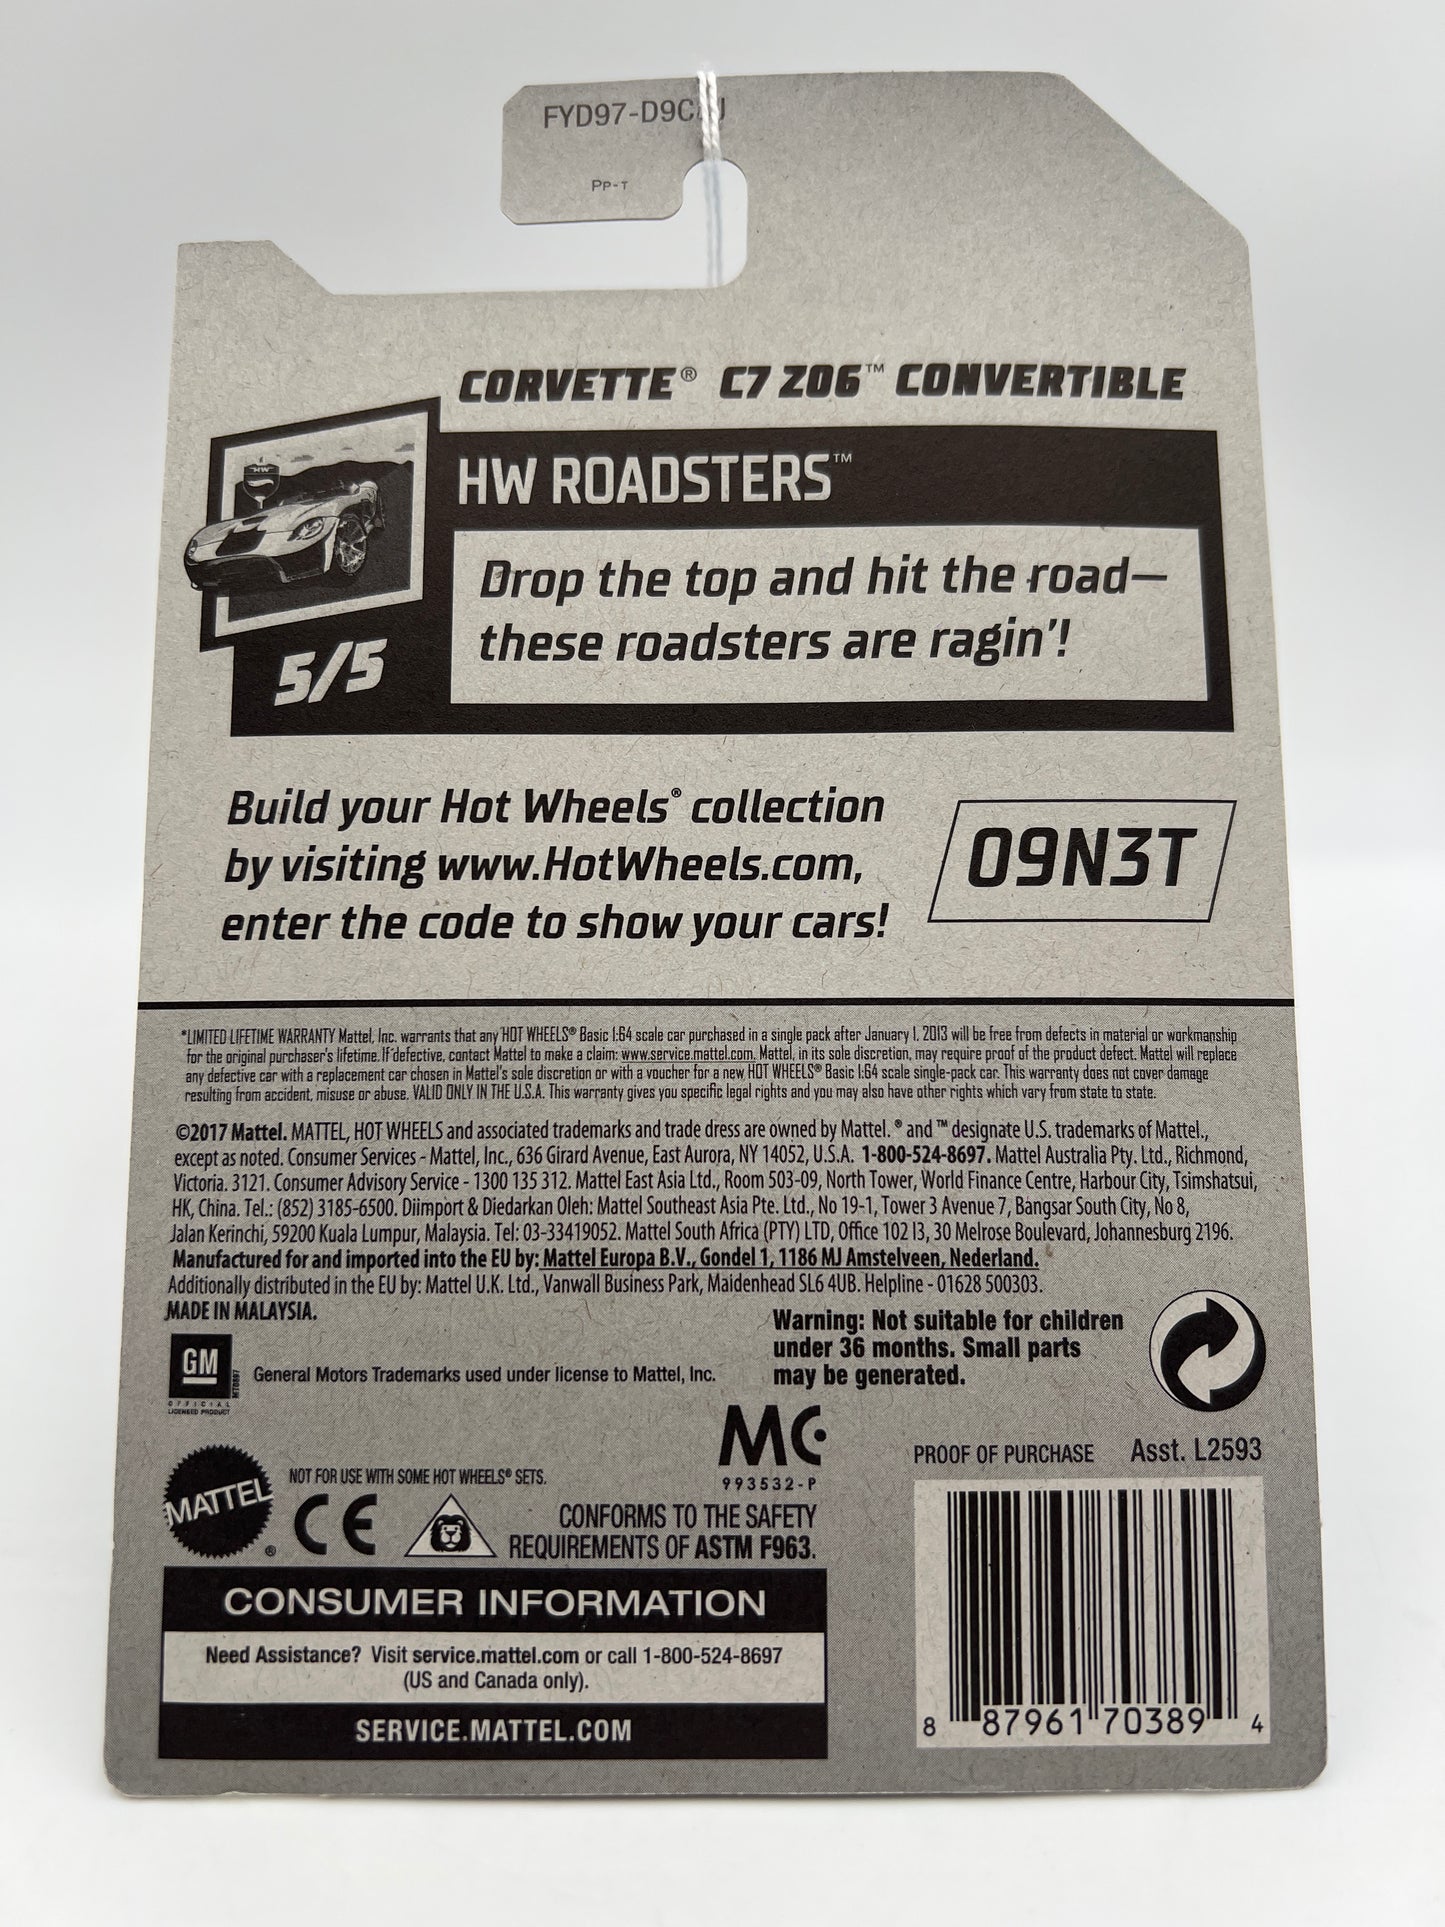 Pp-T
CORVETTE® C7 Z06™ CONVERTIBLE
HW
HW ROADSTERS™
Drop the top and hit the road—
these roadsters are ragin'!
5/5
Build your Hot Wheels® collection
by visiting www.HotWheels.com,
enter the code to show your cars!
09N3T
*LIMITED LIFETIME WARRANTY Mattel, Inc. warrants that any HOT WHEELS® Basic 1:64 scale car purchased in a single pack after January 1, 2013 will be free from defects in material or workmanship
for the original purchaser's lifetime. If defective, contact Mattel to make a claim: www.service.mattel.com. Mattel, in its sole discretion, may require proof of the product defect. Mattel will replace
any defective car with a replacement car chosen in Mattel's sole discretion or with a voucher for a new HOT WHEELS® Basic 1:64 scale single-pack car. This warranty does not cover damage
resulting from accident, misuse or abuse. VALID ONLY IN THE U.S.A. This warranty gives you specific legal rights and you may also have other rights which vary from state to state.
©2017 Mattel. MATTEL, HOT WHEELS and associated trademarks and trade dress are owned by Mattel. ® and ™ designate U.S. trademarks of Mattel.,
except as noted. Consumer Services - Mattel, Inc., 636 Girard Avenue, East Aurora, NY 14052, U.S.A. 1-800-524-8697. Mattel Australia Pty. Ltd., Richmond,
Victoria. 3121. Consumer Advisory Service - 1300 135 312. Mattel East Asia Ltd., Room 503-09, North Tower, World Finance Centre, Harbour City, Tsimshatsui,
HK, China. Tel.: (852) 3185-6500. Diimport & Diedarkan Oleh: Mattel Southeast Asia Pte. Ltd., No 19-1, Tower 3 Avenue 7, Bangsar South City, No 8,
Jalan Kerinchi, 59200 Kuala Lumpur, Malaysia. Tel: 03-33419052. Mattel South Africa (PTY) LTD, Office 102 I3, 30 Melrose Boulevard, Johannesburg 2196.
Manufactured for and imported into the EU by: Mattel Europa B.V., Gondel 1, 1186 MJ Amstelveen, Nederland.
Additionally distributed in the EU by: Mattel U.K. Ltd., Vanwall Business Park, Maidenhead SL6 4UB. Helpline - 01628 500303.
MADE IN MALAYSIA.
Warning: Not suitable for children
under 36 months. Small parts
may be generated.
GM
OFFICIAL
LICENSED PRODUCT
General Motors Trademarks used under license to Mattel, Inc.
MC
993532-P
PROOF OF PURCHASE Asst. L2593
NOT FOR USE WITH SOME HOT WHEELS® SETS.
MATTEL®
CE
CONFORMS TO THE SAFETY
REQUIREMENTS OF ASTM F963.
CONSUMER INFORMATION
Need Assistance? Visit service.mattel.com or call 1-800-524-8697
(US and Canada only).
SERVICE.MATTEL.COM
8 87961 70389 4